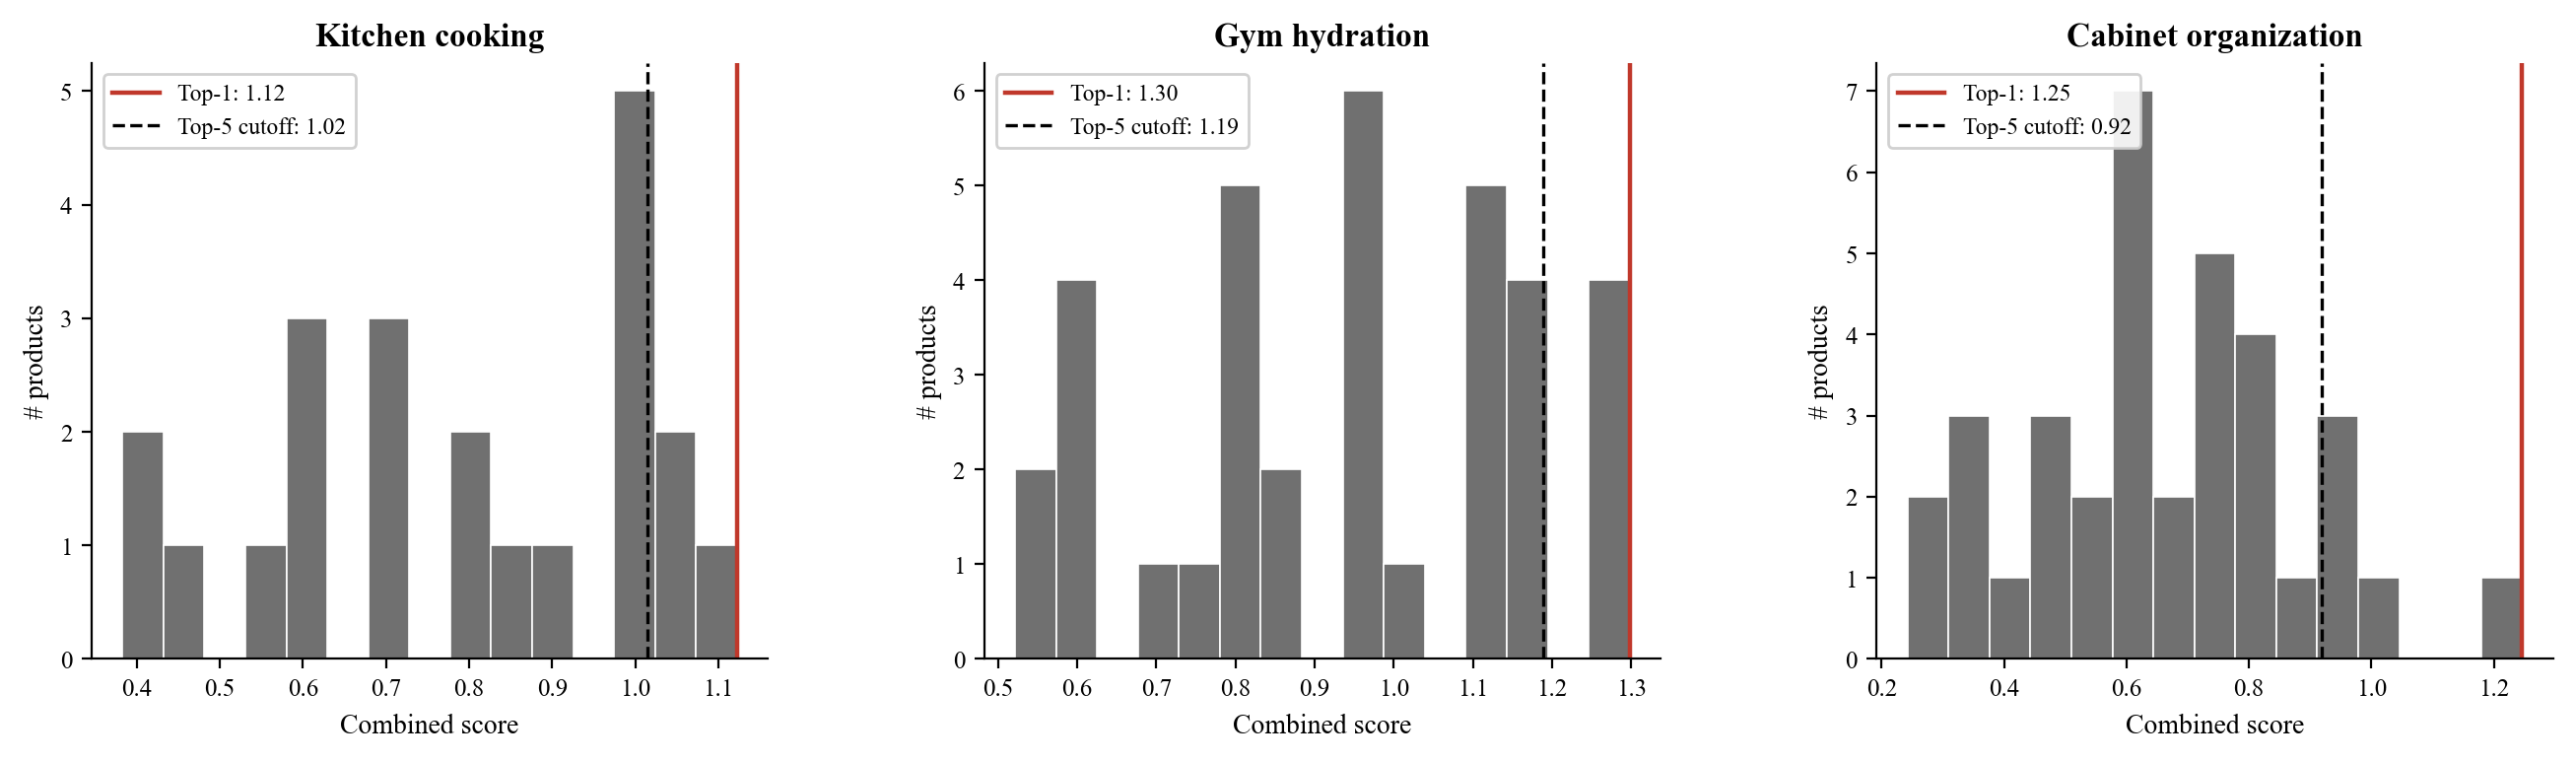 Kitchen cooking
Top-1: 1.12
Top-5 cutoff: 1.02
# products
5
4
3
2
1
0
0.4 0.5 0.6 0.7 0.8 0.9 1.0 1.1
Combined score
Gym hydration
Top-1: 1.30
Top-5 cutoff: 1.19
# products
6
5
4
3
2
1
0
0.5 0.6 0.7 0.8 0.9 1.0 1.1 1.2 1.3
Combined score
Cabinet organization
Top-1: 1.25
Top-5 cutoff: 0.92
# products
7
6
5
4
3
2
1
0
0.2 0.4 0.6 0.8 1.0 1.2
Combined score